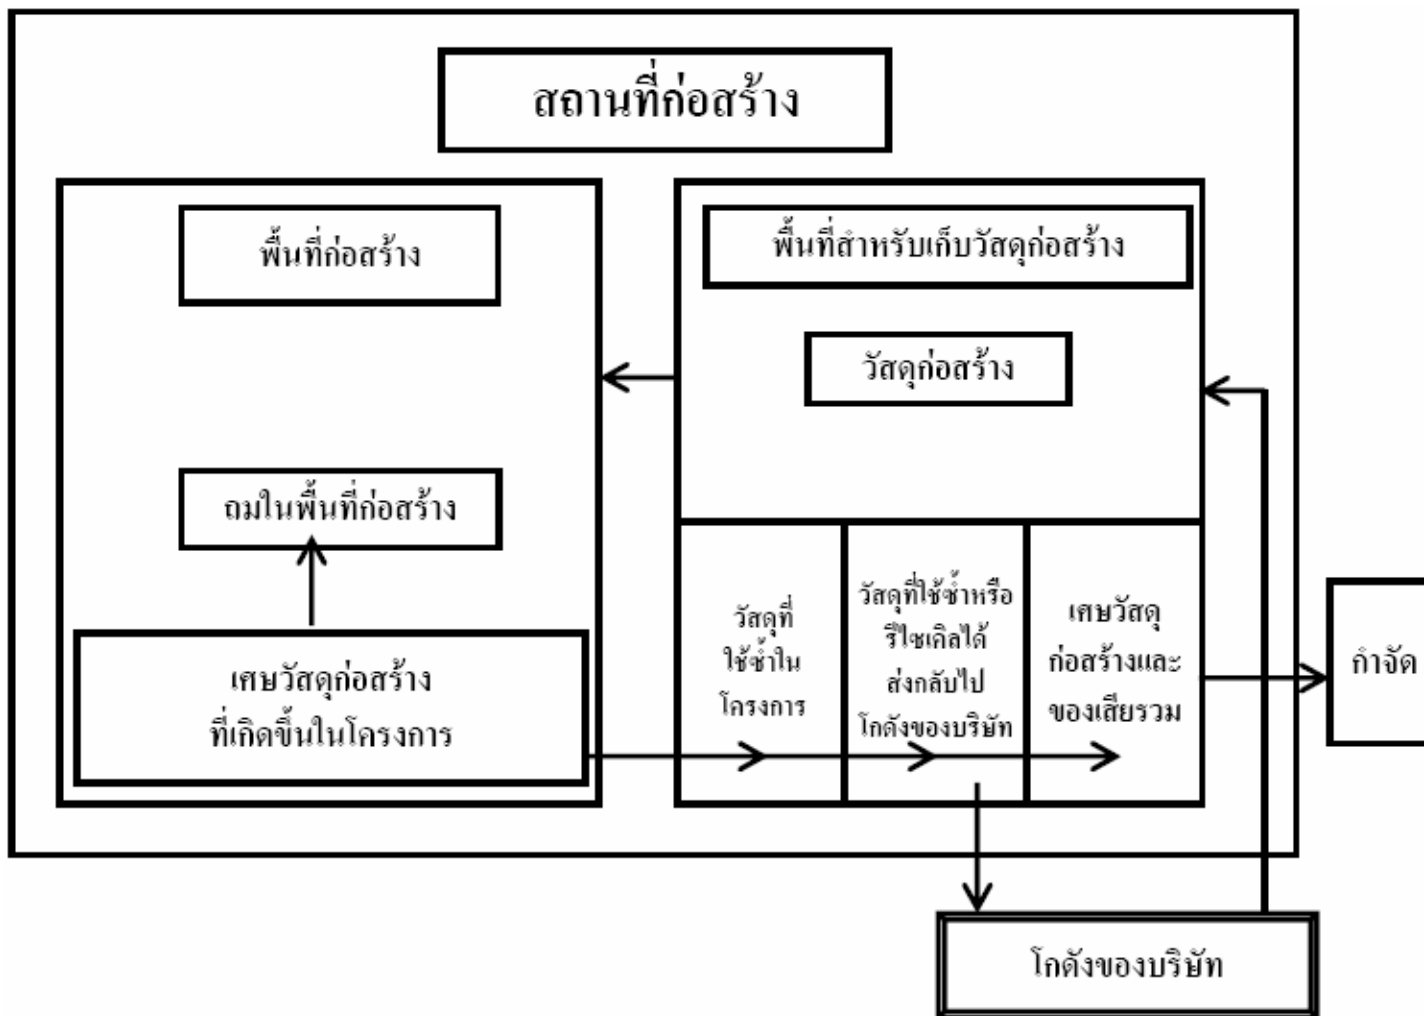 สถานที่ก่อสร้าง
พื้นที่ก่อสร้าง
ถมในพื้นที่ก่อสร้าง
เศษวัสดุก่อสร้าง
ที่เกิดขึ้นในโครงการ
พื้นที่สำหรับเก็บวัสดุก่อสร้าง
วัสดุก่อสร้าง
วัสดุที่
ใช้ซ้ำใน
โครงการ
วัสดุที่ใช้ซ้ำหรือ
รีไซเคิลได้
ส่งกลับไป
โกดังของบริษัท
เศษวัสดุ
ก่อสร้างและ
ของเสียรวม
กำจัด
โกดังของบริษัท